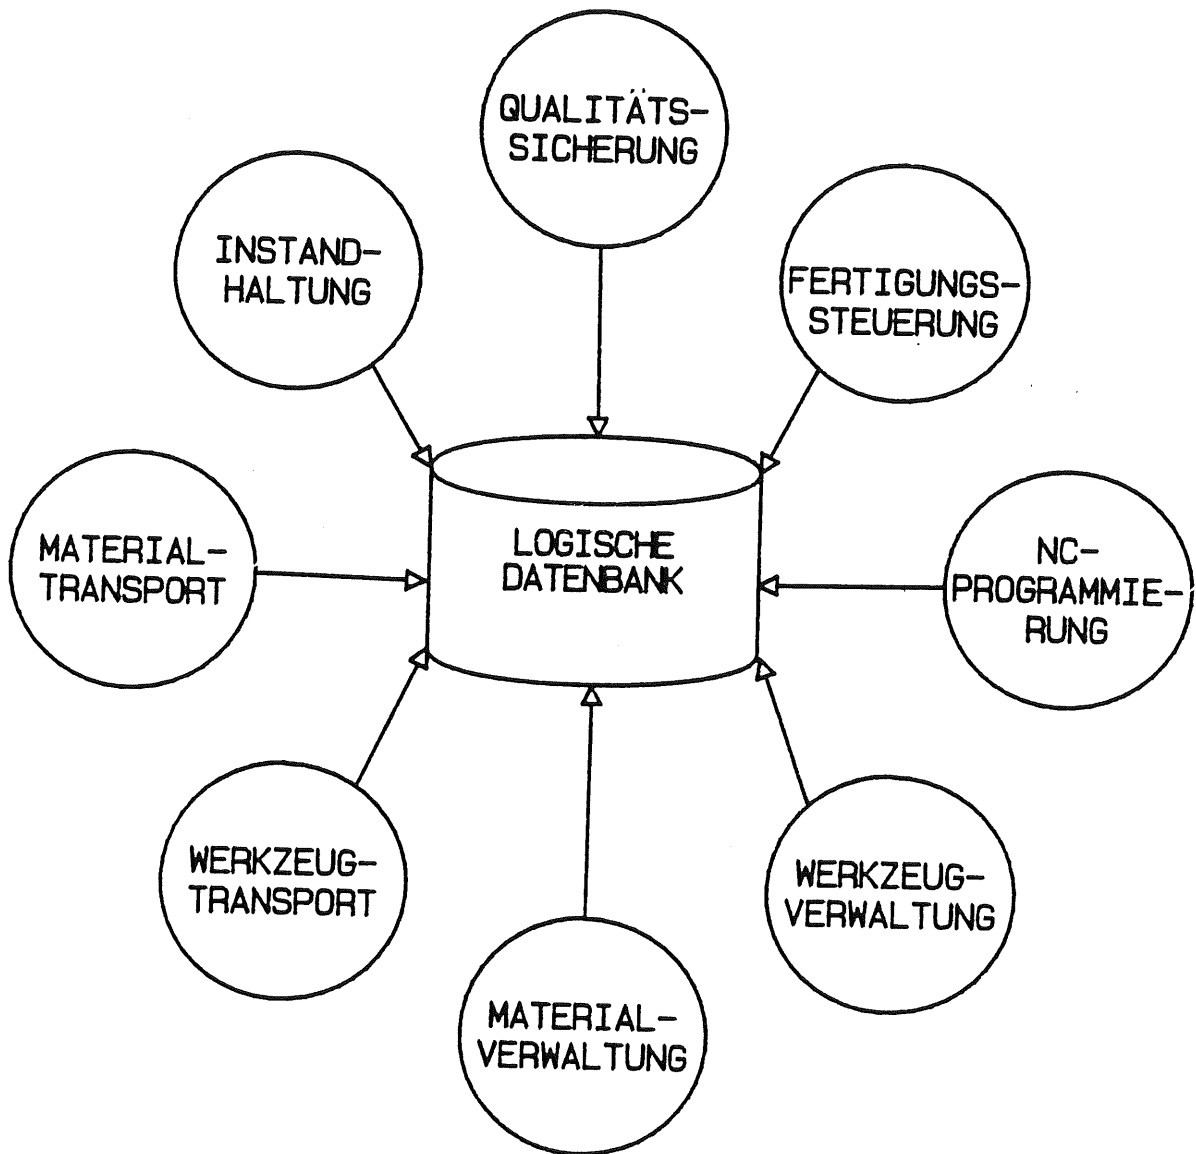 QUALITÄTS-
SICHERUNG
INSTAND-
HALTUNG
FERTIGUNGS-
STEUERUNG
MATERIAL-
TRANSPORT
LOGISCHE
DATENBANK
NC-
PROGRAMMIE-
RUNG
WERKZEUG-
TRANSPORT
WERKZEUG-
VERWALTUNG
MATERIAL-
VERWALTUNG